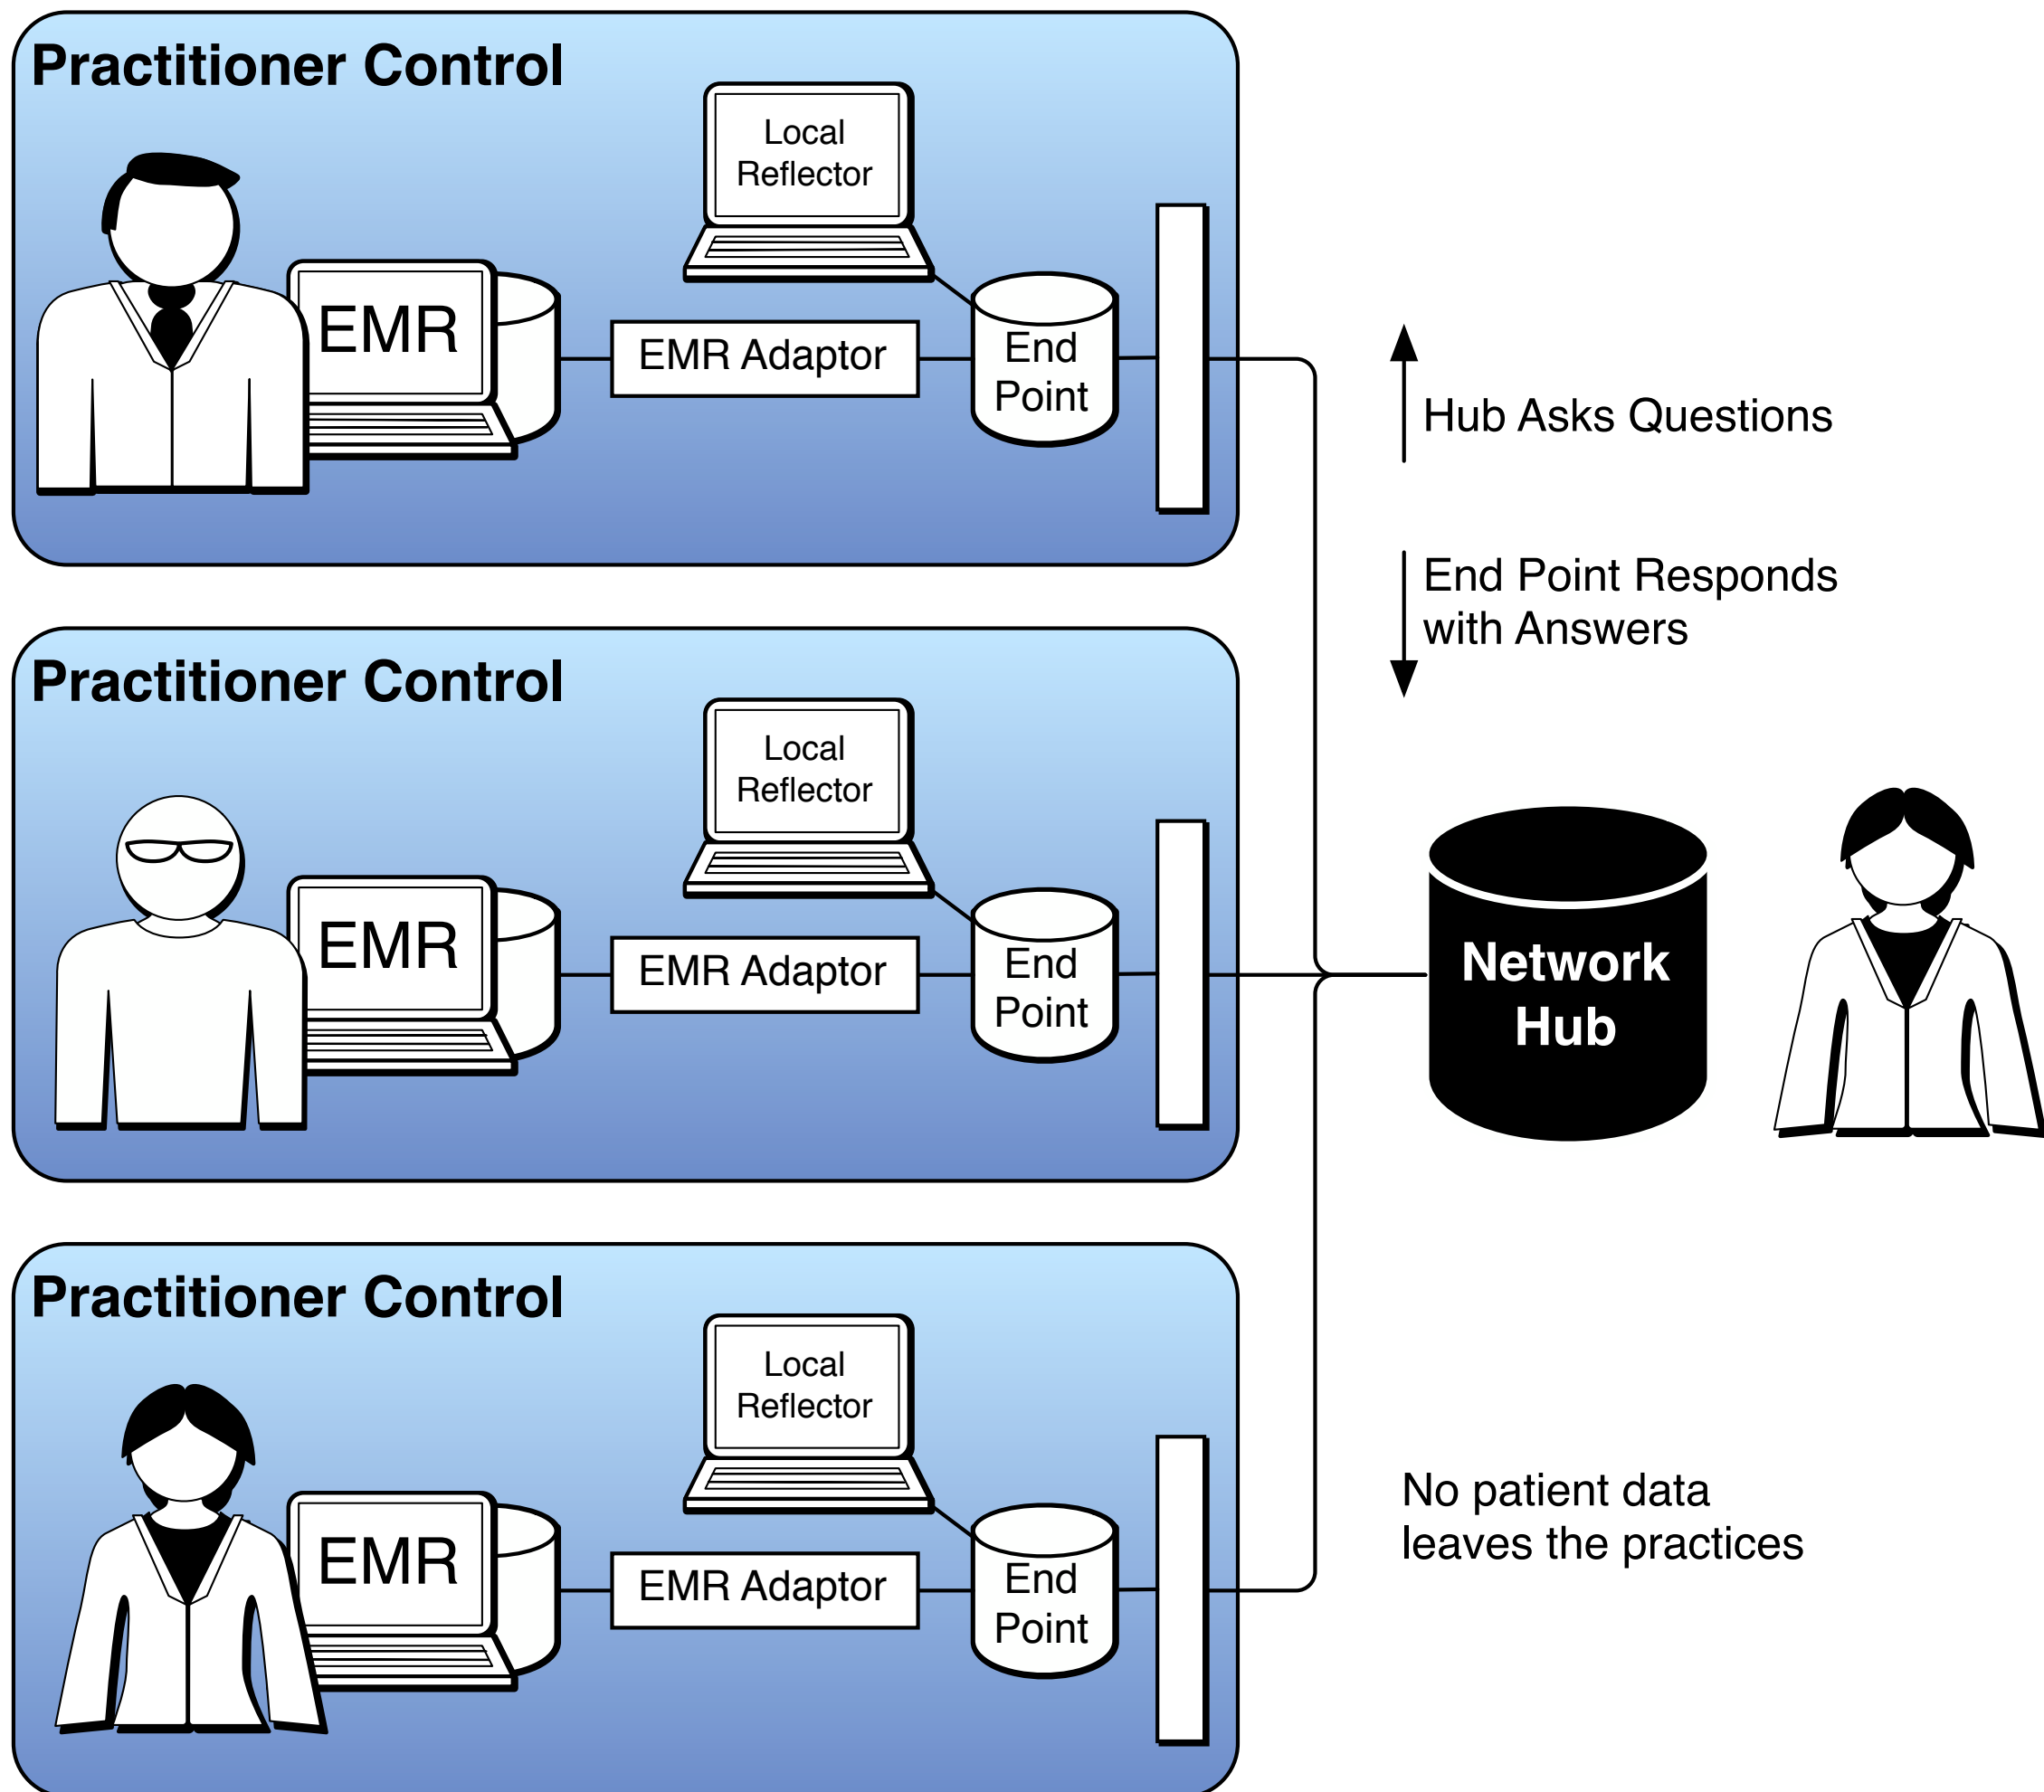 Practitioner Control
Local
Reflector
EMR
EMR Adaptor
End
Point
Hub Asks Questions
End Point Responds
with Answers
Practitioner Control
Local
Reflector
EMR
EMR Adaptor
End
Point
Network
Hub
Practitioner Control
Local
Reflector
EMR
EMR Adaptor
End
Point
No patient data
leaves the practices